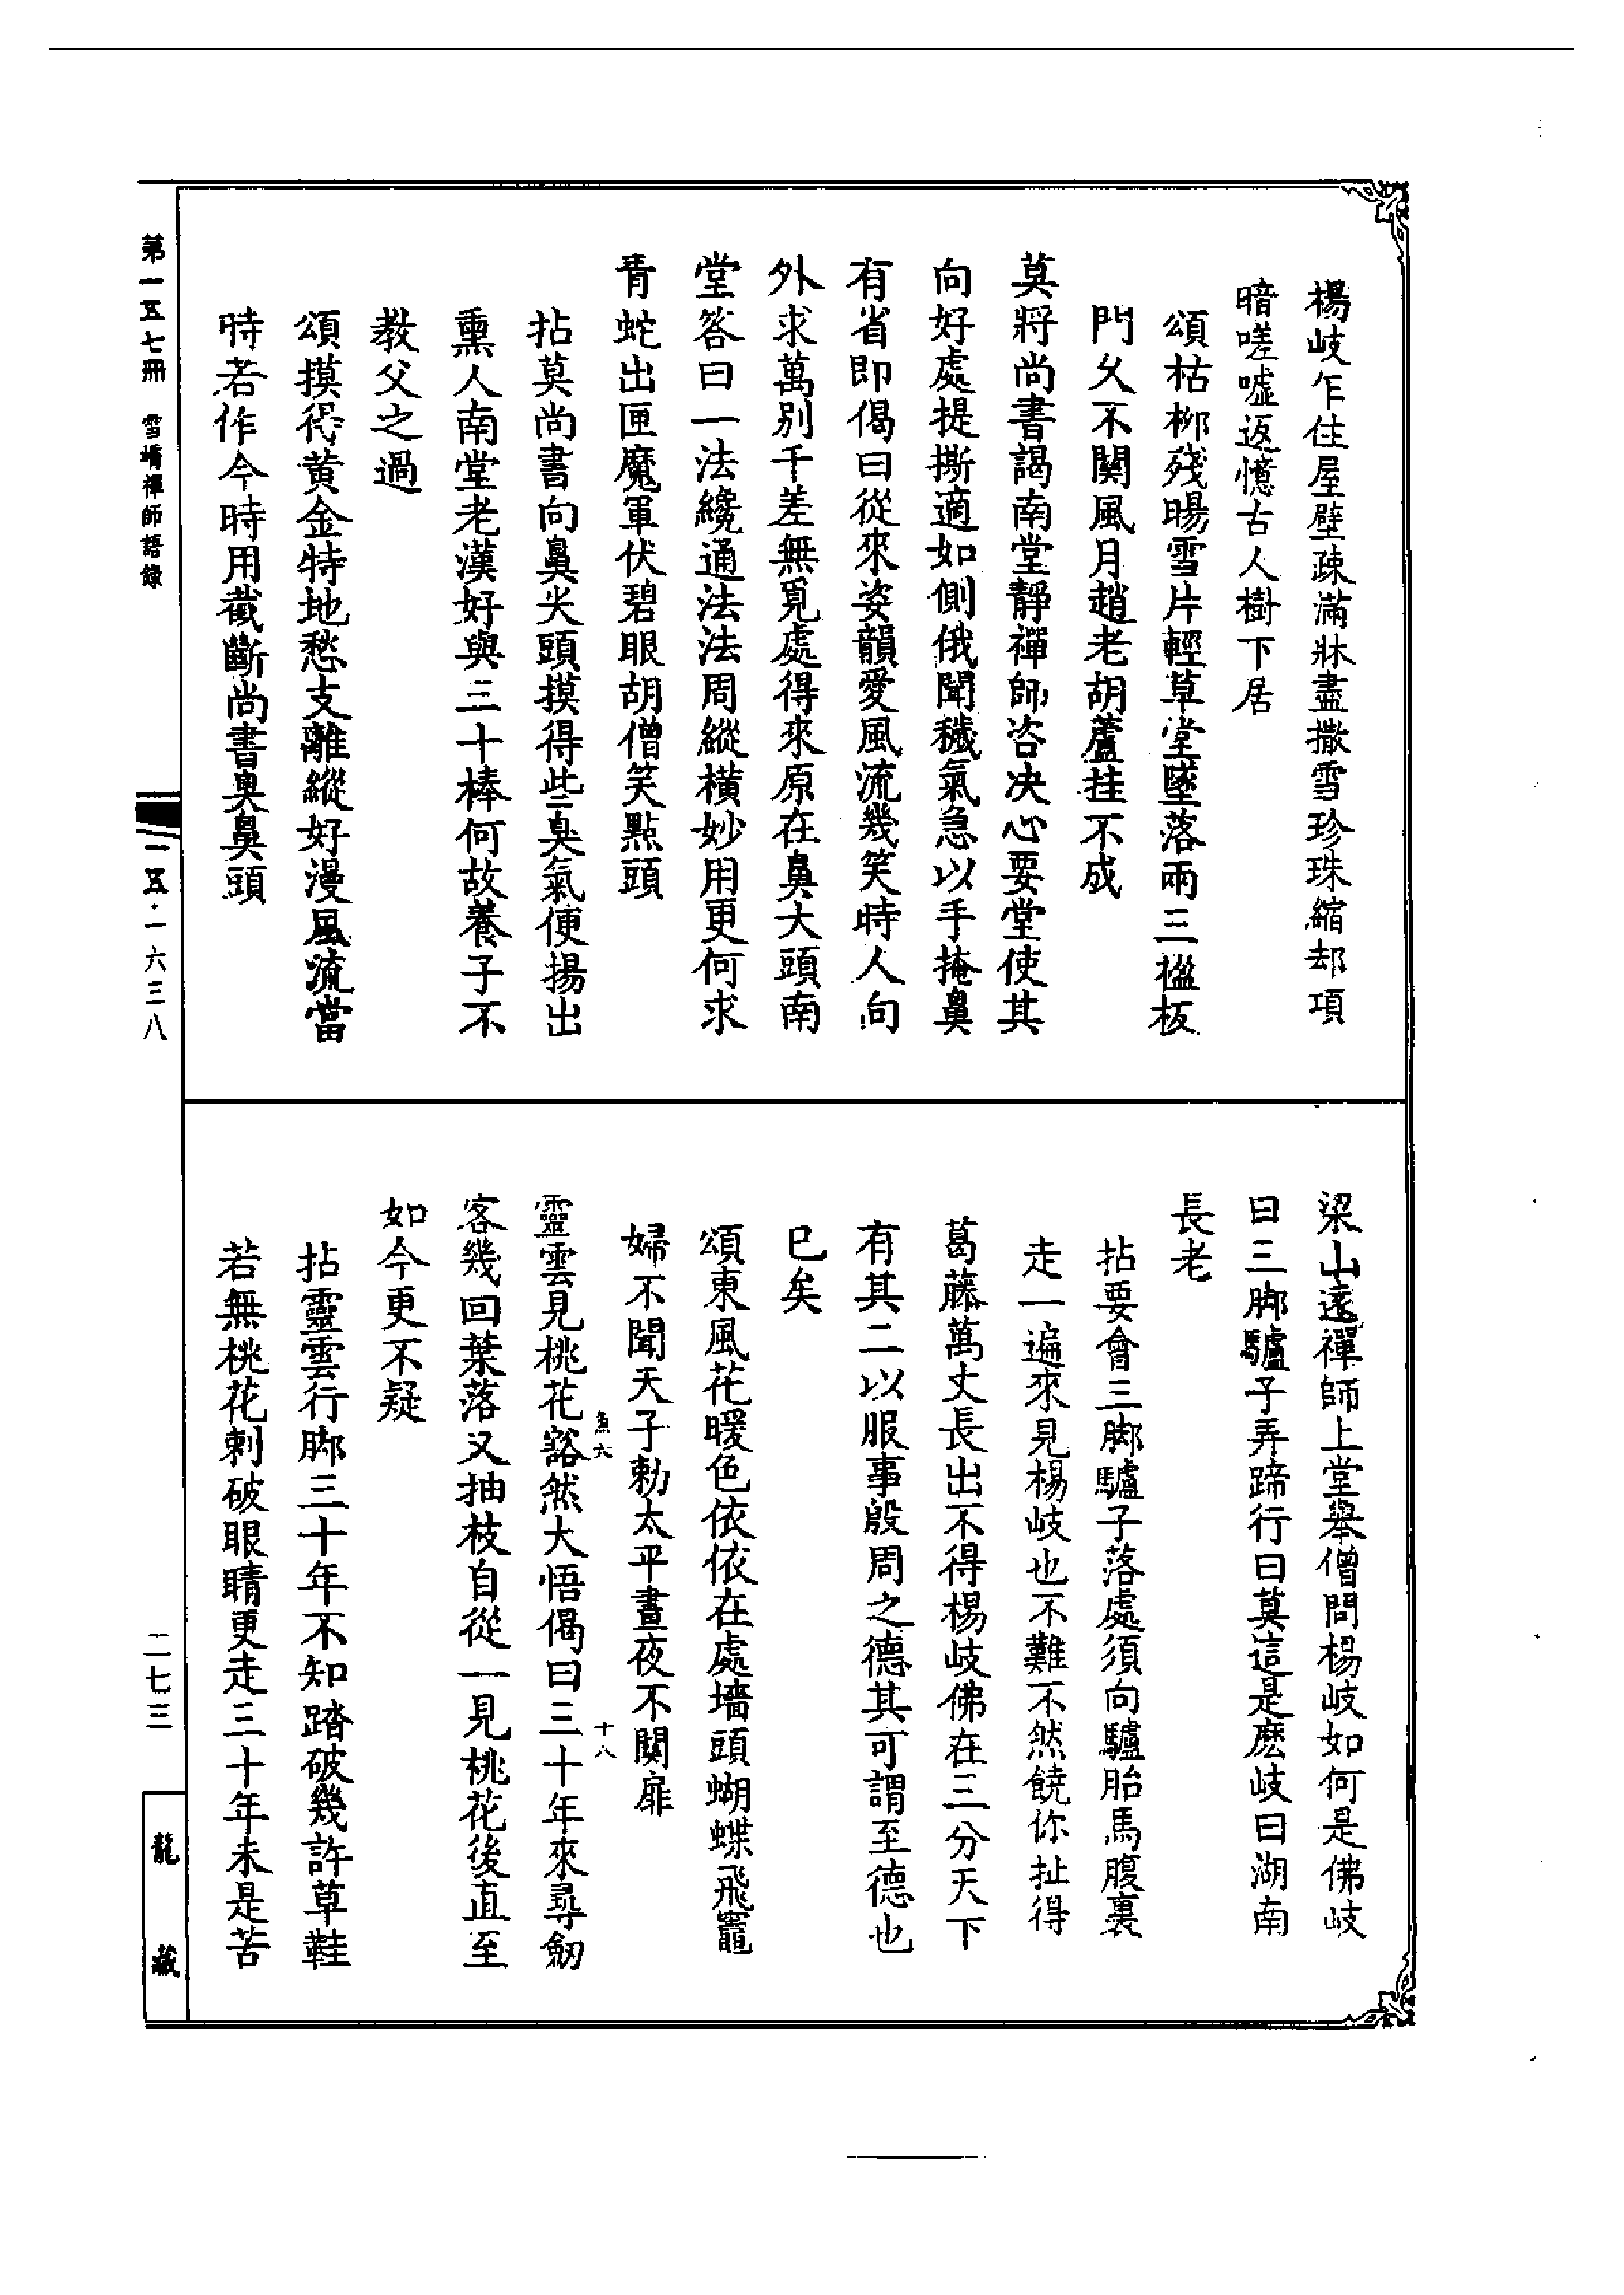 楊岐乍住屋壁疎滿牀盡撒雪珍珠縮却項
暗嗟噓返憶古人樹下居
頌枯柳殘暘雪片輕草堂墜落兩三楹板
門久不關風月趙老胡蘆挂不成
莫將尚書謁南堂靜禪師咨决心要堂使其
向好處提撕適如側俄聞穢氣急以手掩鼻
有省即偈曰從來姿韻愛風流幾笑時人向
外求萬別千差無覓處得來原在鼻大頭南
堂答曰一法纔通法法周縱橫妙用更何求
青蛇出匣魔軍伏碧眼胡僧笑點頭
拈莫尚書向鼻尖頭摸得些臭氣便揚出
熏人南堂老漢好與三十棒何故養子不
教父之過
頌摸得黄金特地愁支離縱好漫風流當
時若作今時用截斷尚書臭鼻頭
梁山遠禪師上堂舉僧問楊岐如何是佛岐
曰三脚驢子弄蹄行曰莫這是麽岐曰湖南
長老
拈要會三脚驢子落處須向驢胎馬腹裏
走一遍來見楊岐也不難不然饒你扯得
葛藤萬丈長出不得楊岐佛在三分天下
有其二以服事殷周之德其可謂至德也
已矣
頌東風花暖色依依在處墻頭蝴蝶飛竈
婦不聞天子勅太平晝夜不關扉
魚六
十八
靈雲見桃花豁然大悟偈曰三十年來尋劒
客幾回葉落又抽枝自從一見桃花後直至
如今更不疑
拈靈雲行脚三十年不知踏破幾許草鞋
若無桃花刺破眼睛更走三十年未是苦
第一五七冊 雪嶠禪師語錄
一五·一六三八
二七三
龍藏